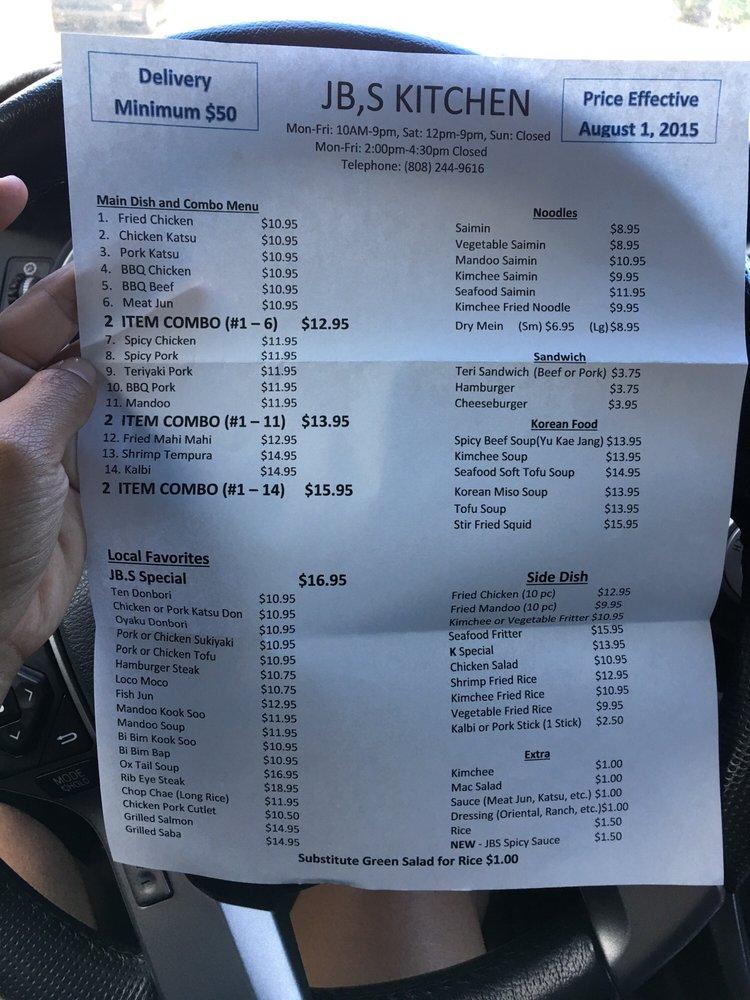 Delivery
Minimum $50
JB,S KITCHEN
Price Effective
August 1, 2015
Mon-Fri: 10AM-9pm, Sat: 12pm-9pm, Sun: Closed
Mon-Fri: 2:00pm-4:30pm Closed
Telephone: (808) 244-9616
Main Dish and Combo Menu
1. Fried Chicken $10.95
2. Chicken Katsu $10.95
3. Pork Katsu $10.95
4. BBQ Chicken $10.95
5. BBQ Beef $10.95
6. Meat Jun $10.95
2 ITEM COMBO (#1 – 6) $12.95
7. Spicy Chicken $11.95
8. Spicy Pork $11.95
9. Teriyaki Pork $11.95
10. BBQ Pork $11.95
11. Mandoo $11.95
2 ITEM COMBO (#1 – 11) $13.95
12. Fried Mahi Mahi $12.95
13. Shrimp Tempura $14.95
14. Kalbi $14.95
2 ITEM COMBO (#1 – 14) $15.95
Local Favorites
JB.S Special $16.95
Ten Donbori $10.95
Chicken or Pork Katsu Don $10.95
Oyaku Donbori $10.95
Pork or Chicken Sukiyaki $10.95
Pork or Chicken Tofu $10.95
Hamburger Steak $10.75
Loco Moco $10.75
Fish Jun $12.95
Mandoo Kook Soo $11.95
Mandoo Soup $11.95
Bi Bim Kook Soo $10.95
Bi Bim Bap $10.95
Ox Tail Soup $16.95
Rib Eye Steak $18.95
Chop Chae (Long Rice) $11.95
Chicken Pork Cutlet $10.50
Grilled Salmon $14.95
Grilled Saba $14.95
Noodles
Saimin $8.95
Vegetable Saimin $8.95
Mandoo Saimin $10.95
Kimchee Saimin $9.95
Seafood Saimin $11.95
Kimchee Fried Noodle $9.95
Dry Mein (Sm) $6.95 (Lg) $8.95
Sandwich
Teri Sandwich (Beef or Pork) $3.75
Hamburger $3.75
Cheeseburger $3.95
Korean Food
Spicy Beef Soup(Yu Kae Jang) $13.95
Kimchee Soup $13.95
Seafood Soft Tofu Soup $14.95
Korean Miso Soup $13.95
Tofu Soup $13.95
Stir Fried Squid $15.95
Side Dish
Fried Chicken (10 pc) $12.95
Fried Mandoo (10 pc) $9.95
Kimchee or Vegetable Fritter $10.95
Seafood Fritter $15.95
K Special $13.95
Chicken Salad $10.95
Shrimp Fried Rice $12.95
Kimchee Fried Rice $10.95
Vegetable Fried Rice $9.95
Kalbi or Pork Stick (1 Stick) $2.50
Extra
Kimchee $1.00
Mac Salad $1.00
Sauce (Meat Jun, Katsu, etc.) $1.00
Dressing (Oriental, Ranch, etc.)$1.00
Rice $1.50
NEW - JBS Spicy Sauce $1.50
Substitute Green Salad for Rice $1.00
MODE